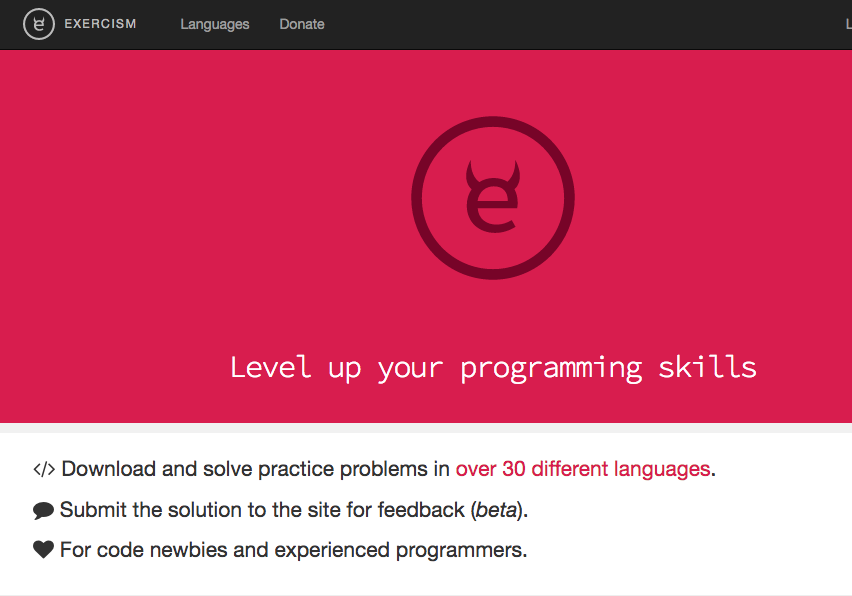 EXERCISM Languages Donate
Level up your programming skills
</> Download and solve practice problems in over 30 different languages.
Submit the solution to the site for feedback (beta).
For code newbies and experienced programmers.